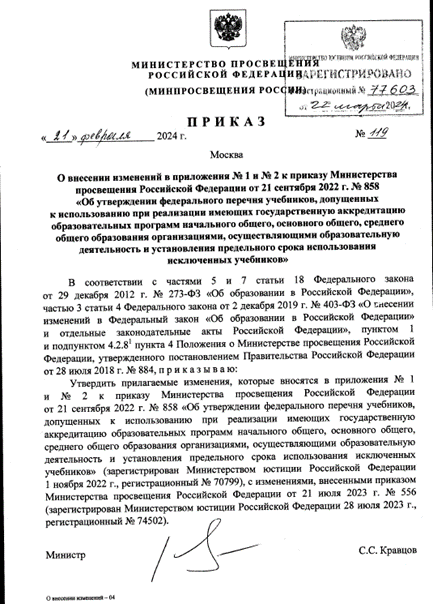 МИНИСТЕРСТВО ПРОСВЕЩЕНИЯ
РОССИЙСКОЙ ФЕДЕРАЦИИ
(МИНПРОСВЕЩЕНИЯ РОССИИ)
МИНИСТЕРСТВО ЮСТИЦИИ РОССИЙСКОЙ ФЕДЕРАЦИИ
ЗАРЕГИСТРИРОВАНО
Регистрационный № 77603
от "22" марта 2024.
ПРИКАЗ
«21» февраля 2024 г.
№ 119
Москва
О внесении изменений в приложения № 1 и № 2 к приказу Министерства
просвещения Российской Федерации от 21 сентября 2022 г. № 858
«Об утверждении федерального перечня учебников, допущенных
к использованию при реализации имеющих государственную аккредитацию
образовательных программ начального общего, основного общего, среднего
общего образования организациями, осуществляющими образовательную
деятельность и установления предельного срока использования
исключенных учебников»
В соответствии с частями 5 и 7 статьи 18 Федерального закона
от 29 декабря 2012 г. № 273-ФЗ «Об образовании в Российской Федерации»,
частью 3 статьи 4 Федерального закона от 2 декабря 2019 г. № 403-ФЗ «О внесении
изменений в Федеральный закон «Об образовании в Российской Федерации»
и отдельные законодательные акты Российской Федерации», пунктом 1
и подпунктом 4.2.8¹ пункта 4 Положения о Министерстве просвещения Российской
Федерации, утвержденного постановлением Правительства Российской Федерации
от 28 июля 2018 г. № 884, п р и к а з ы в а ю:
Утвердить прилагаемые изменения, которые вносятся в приложения № 1
и № 2 к приказу Министерства просвещения Российской Федерации
от 21 сентября 2022 г. № 858 «Об утверждении федерального перечня учебников,
допущенных к использованию при реализации имеющих государственную
аккредитацию образовательных программ начального общего, основного общего,
среднего общего образования организациями, осуществляющими образовательную
деятельность и установления предельного срока использования исключенных
учебников» (зарегистрирован Министерством юстиции Российской Федерации
1 ноября 2022 г., регистрационный № 70799), с изменениями, внесенными приказом
Министерства просвещения Российской Федерации от 21 июля 2023 г. № 556
(зарегистрирован Министерством юстиции Российской Федерации 28 июля 2023 г.,
регистрационный № 74502).
Министр
С.С. Кравцов
О внесении изменений – 04